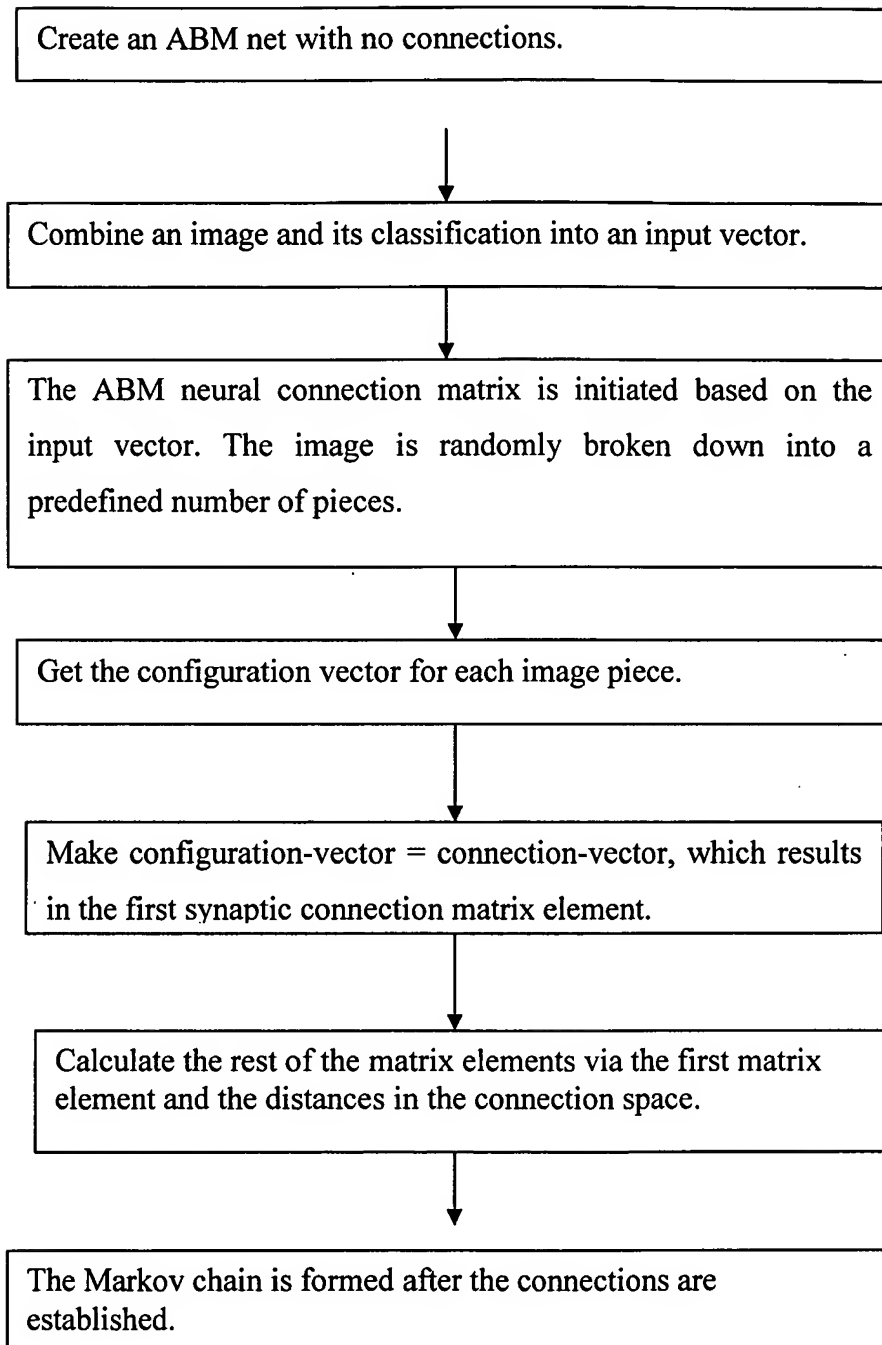 Create an ABM net with no connections.
Combine an image and its classification into an input vector.
The ABM neural connection matrix is initiated based on the
input vector. The image is randomly broken down into a
predefined number of pieces.
Get the configuration vector for each image piece.
Make configuration-vector = connection-vector, which results
in the first synaptic connection matrix element.
Calculate the rest of the matrix elements via the first matrix
element and the distances in the connection space.
The Markov chain is formed after the connections are
established.